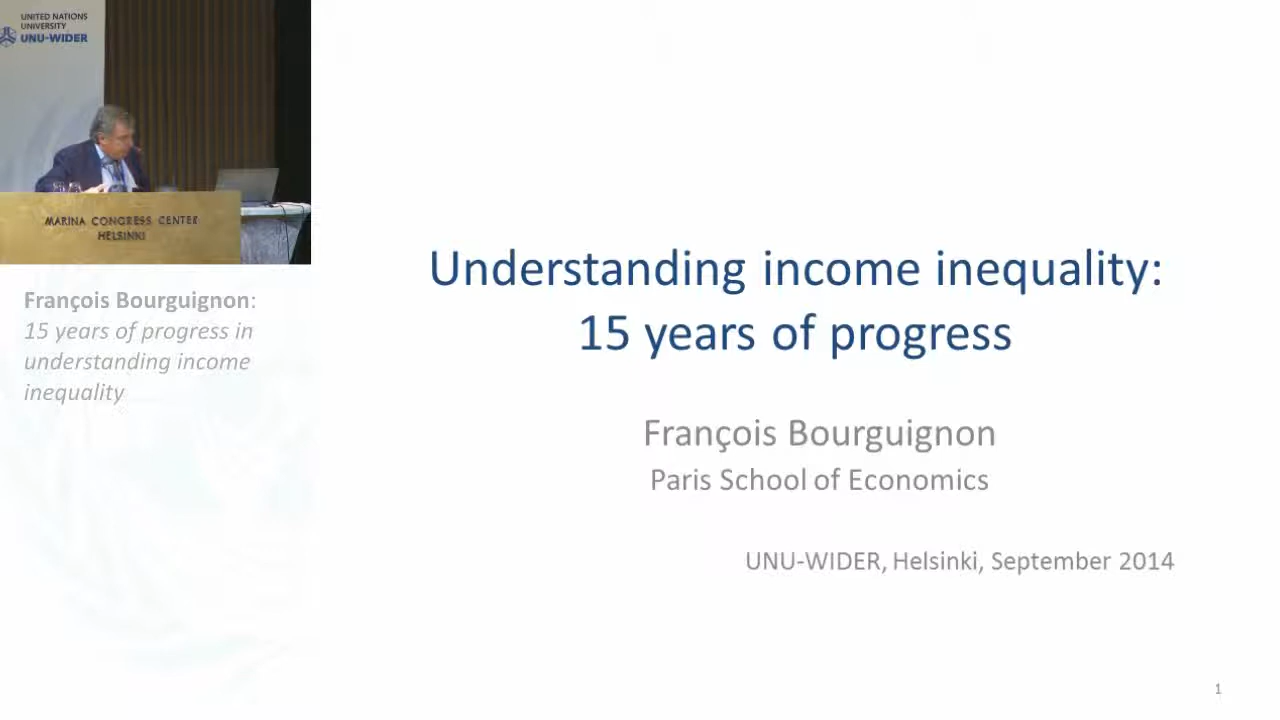 UNITED NATIONS
UNIVERSITY
UNU-WIDER
MARINA CONGRESS CENTER
HELSINKI
François Bourguignon:
15 years of progress in
understanding income
inequality
Understanding income inequality:
15 years of progress
François Bourguignon
Paris School of Economics
UNU-WIDER, Helsinki, September 2014
1